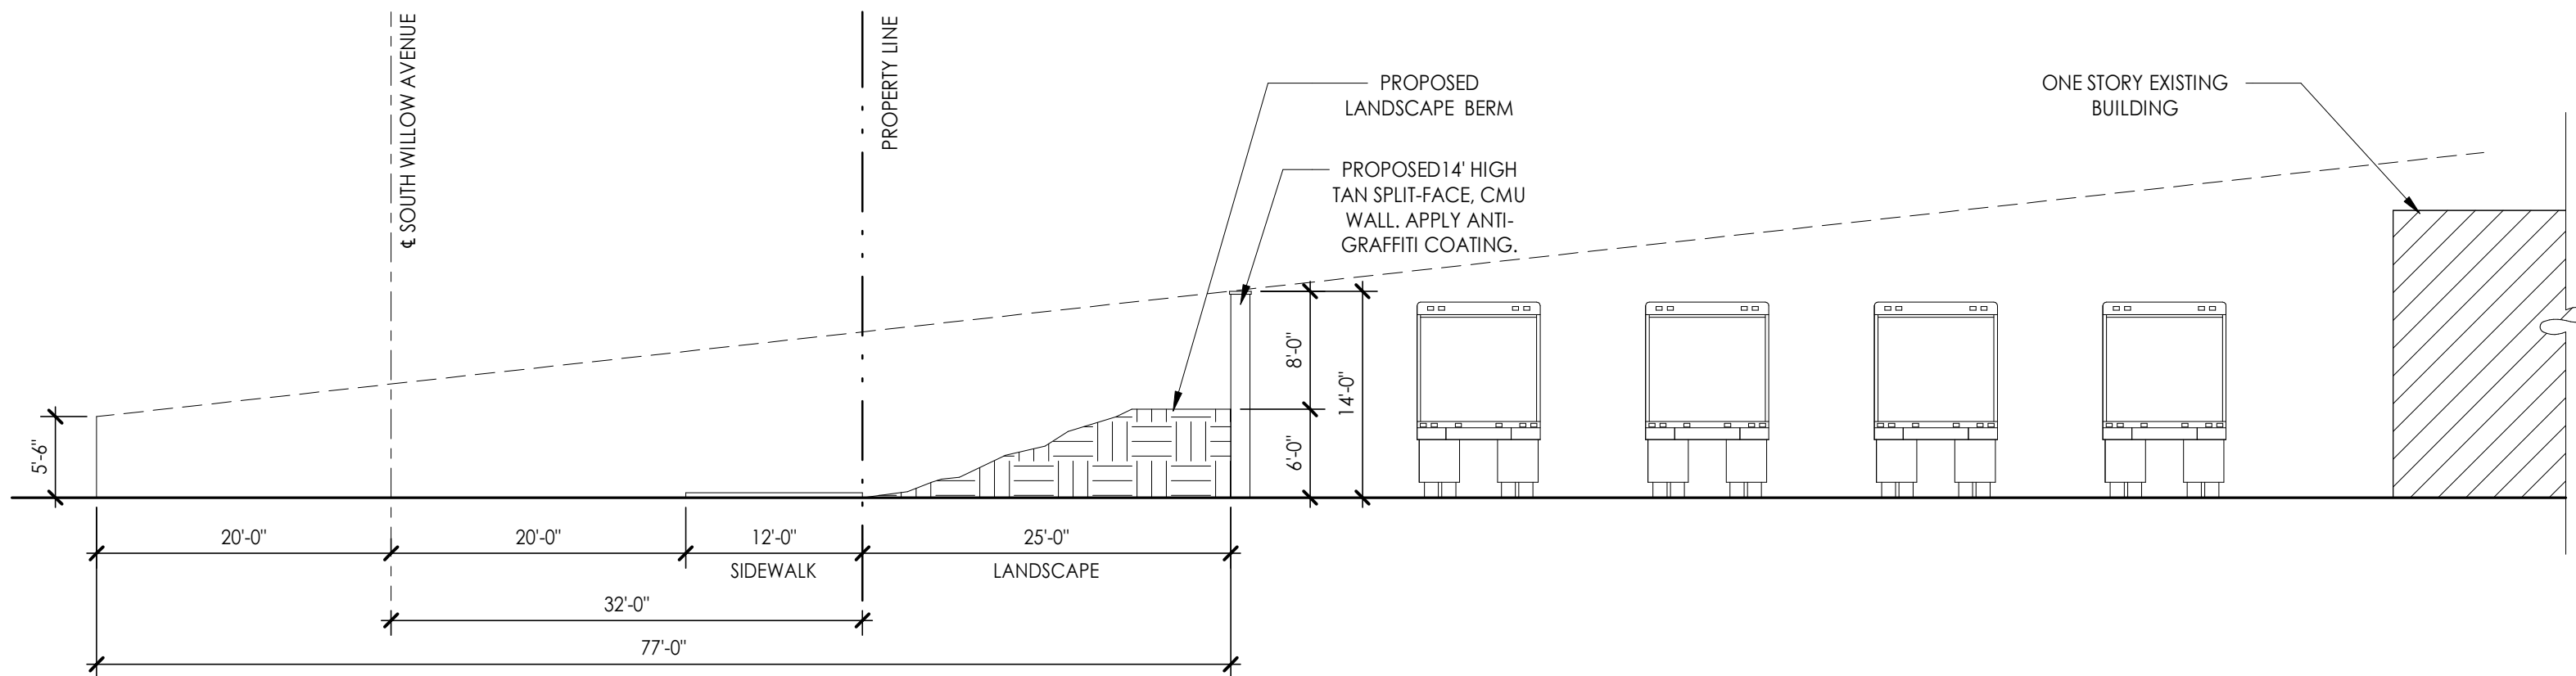 ℄ SOUTH WILLOW AVENUE
PROPERTY LINE
PROPOSED
LANDSCAPE BERM
PROPOSED14' HIGH
TAN SPLIT-FACE, CMU
WALL. APPLY ANTI-
GRAFFITI COATING.
ONE STORY EXISTING
BUILDING
5'-6"
8'-0"
14'-0"
6'-0"
20'-0"
20'-0"
12'-0"
25'-0"
SIDEWALK
LANDSCAPE
32'-0"
77'-0"